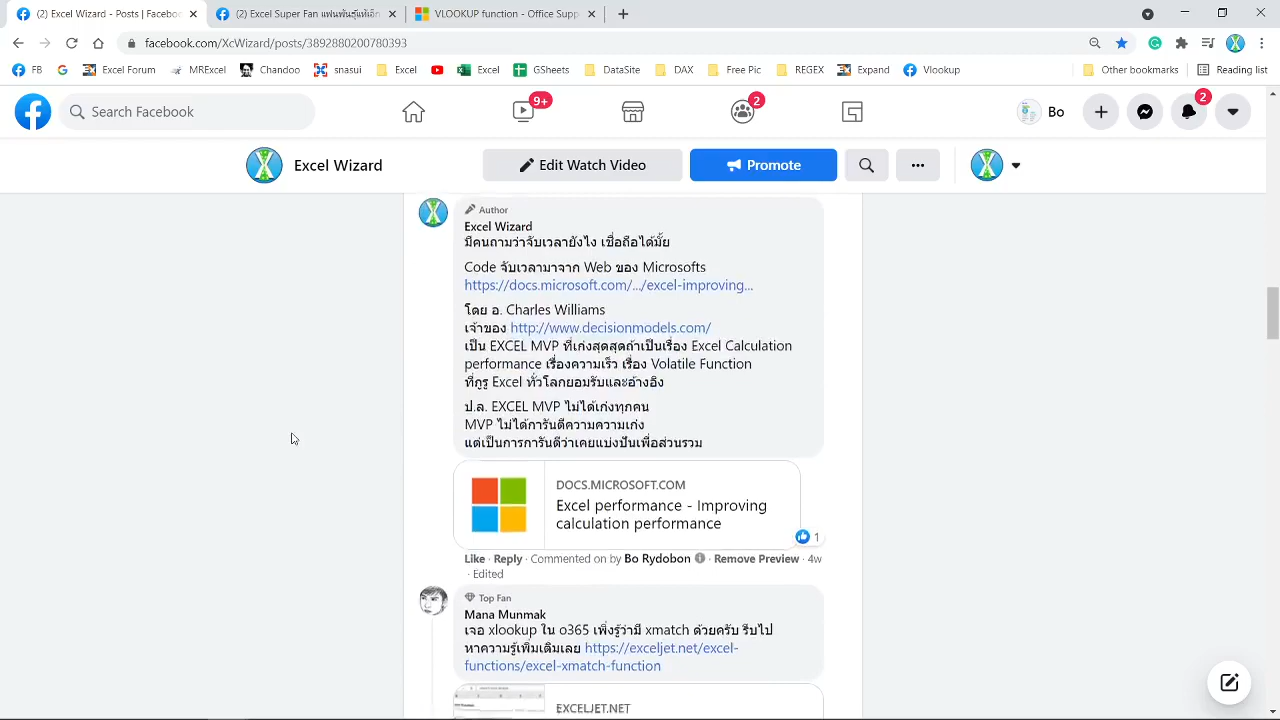 (2) Excel Wizard - Posts | Faceboo
(2) Excel Super Fan แฟนพันธุ์แท้เอ็ก
VLOOKUP function - Office Supp
facebook.com/XcWizard/posts/3892880200780393
FB
Excel Forum
MRExcel
Chandoo
snasui
Excel
Excel
GSheets
DataSite
DAX
Free Pic
REGEX
Expand
Vlookup
Other bookmarks
Reading list
Search Facebook
9+
2
Bo
2
Excel Wizard
Edit Watch Video
Promote
Author
Excel Wizard
มีคนถามว่าจับเวลายังไง เชื่อถือได้มั้ย
Code จับเวลามาจาก Web ของ Microsofts
https://docs.microsoft.com/.../excel-improving...
โดย อ. Charles Williams
เจ้าของ http://www.decisionmodels.com/
เป็น EXCEL MVP ที่เก่งสุดสุดถ้าเป็นเรื่อง Excel Calculation
performance เรื่องความเร็ว เรื่อง Volatile Function
ที่กูรู Excel ทั่วโลกยอมรับและอ้างอิง
ป.ล. EXCEL MVP ไม่ได้เก่งทุกคน
MVP ไม่ได้การันตีความความเก่ง
แต่เป็นการการันตีว่าเคยแบ่งปันเพื่อส่วนรวม
DOCS.MICROSOFT.COM
Excel performance - Improving
calculation performance
1
Like · Reply · Commented on by Bo Rydobon · Remove Preview · 4w
· Edited
Top Fan
Mana Munmak
เจอ xlookup ใน o365 เพิ่งรู้ว่ามี xmatch ด้วยครับ รีบไป
หาความรู้เพิ่มเติมเลย https://exceljet.net/excel-
functions/excel-xmatch-function
EXCELJET.NET